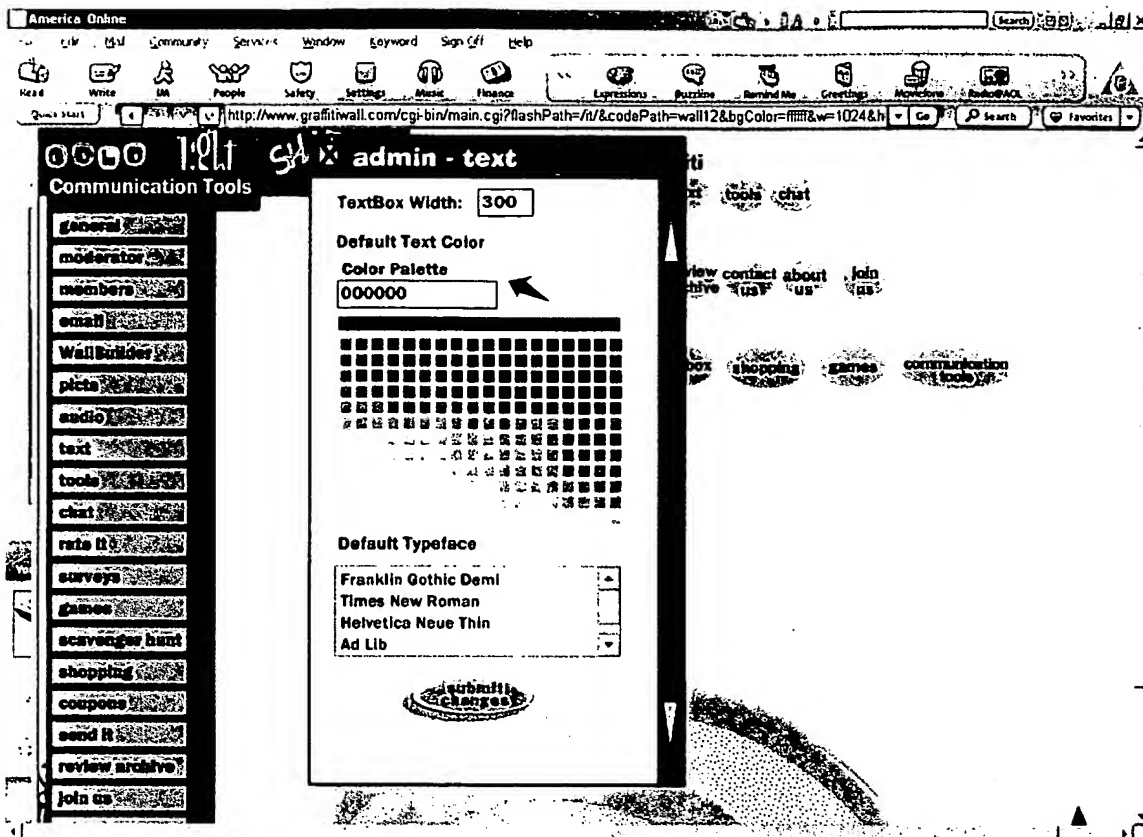 America Online
Search
Mail Community Services Window Keyword Sign Off Help
Read Write IM People Safety Settings Music Finance Expressions Buzzline Remind Me Greetings Moviefone Radio@AOL
Quick Start http://www.graffitiwall.com/cgi-bin/main.cgi?flashPath=/it/&codePath=wall12&bgColor=ffffff&w=1024&h Go Search Favorites
admin - text
Communication Tools
TextBox Width: 300
tools chat
general
Default Text Color
moderator
Color Palette
contact us about us join us
members
000000
email
WallBuilder
shopping games communication tools
picts
audio
text
tools
chat
rate it
Default Typeface
surveys
Franklin Gothic Demi
games
Times New Roman
scavenger hunt
Helvetica Neue Thin
Ad Lib
shopping
submit changes
coupons
send it
review archive
join us